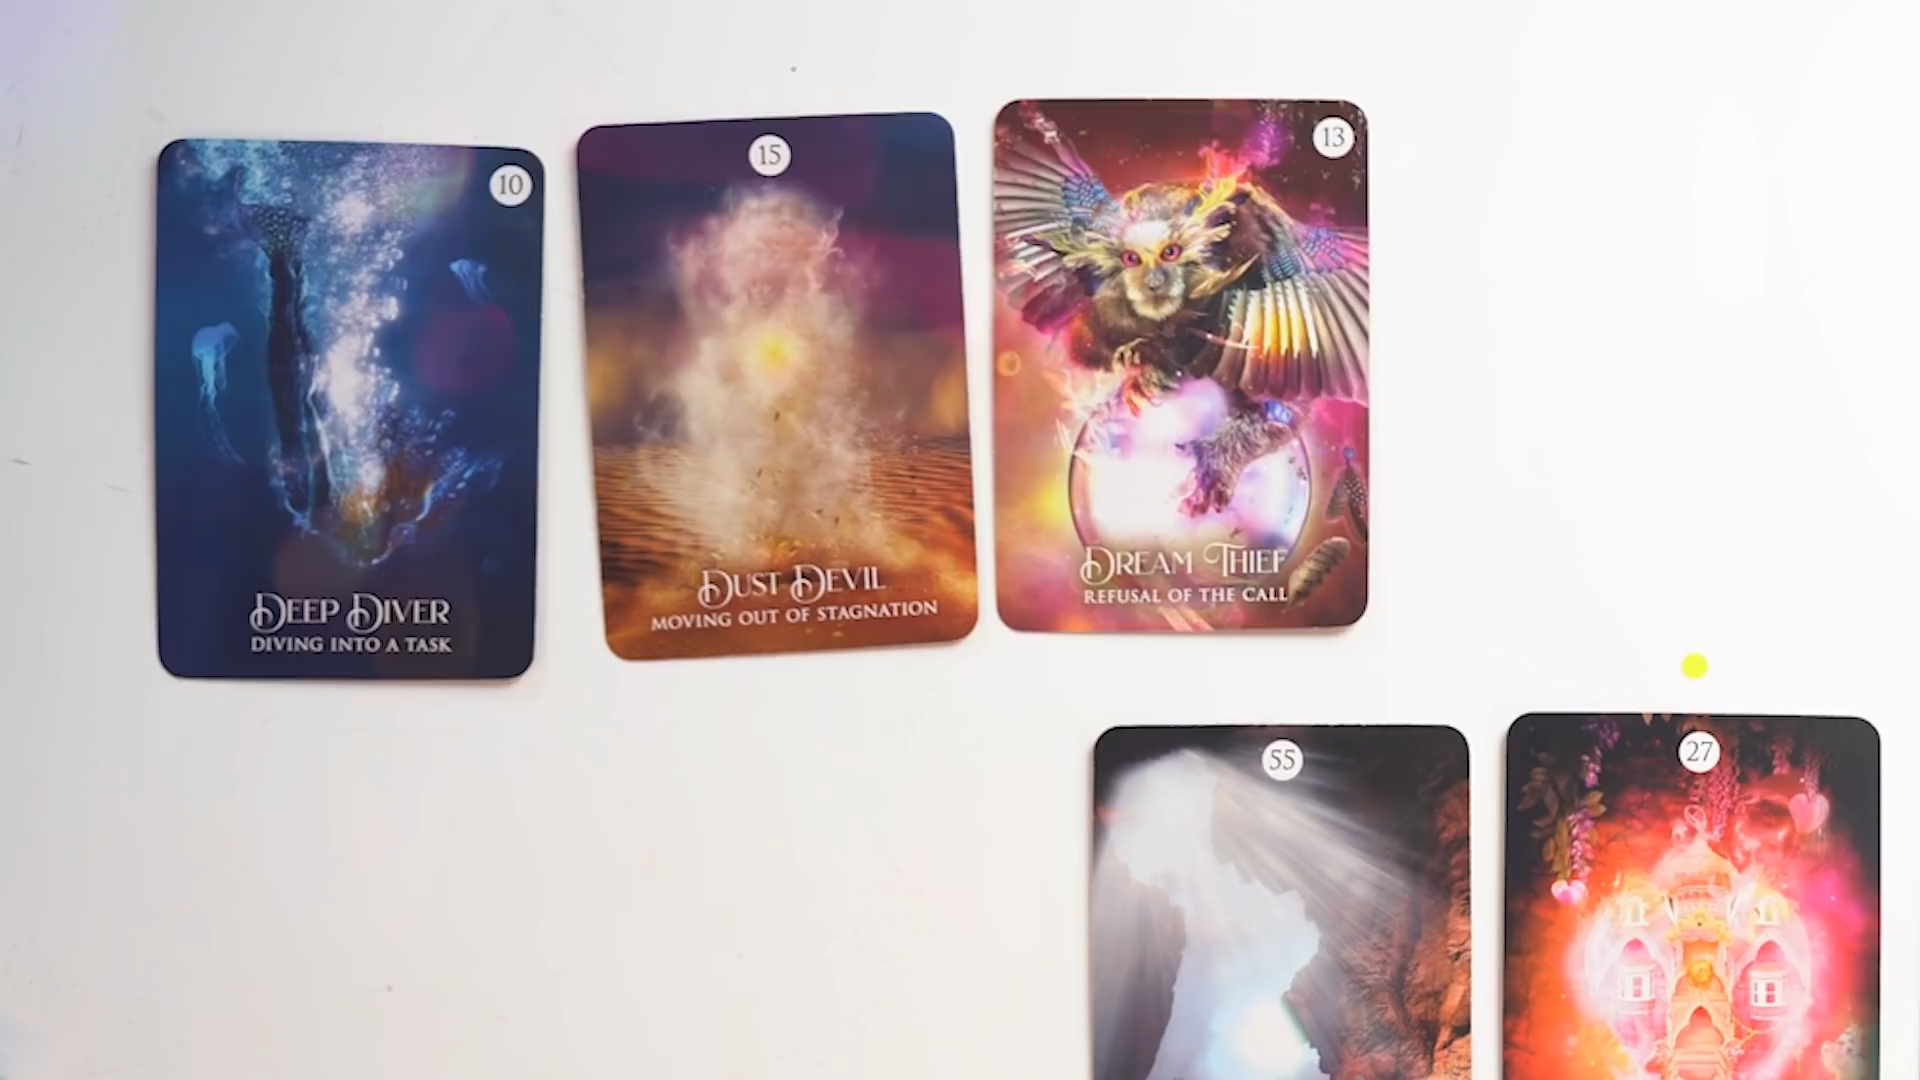 10
DEEP DIVER
DIVING INTO A TASK
15
DUST DEVIL
MOVING OUT OF STAGNATION
13
DREAM THIEF
REFUSAL OF THE CALL
55
27